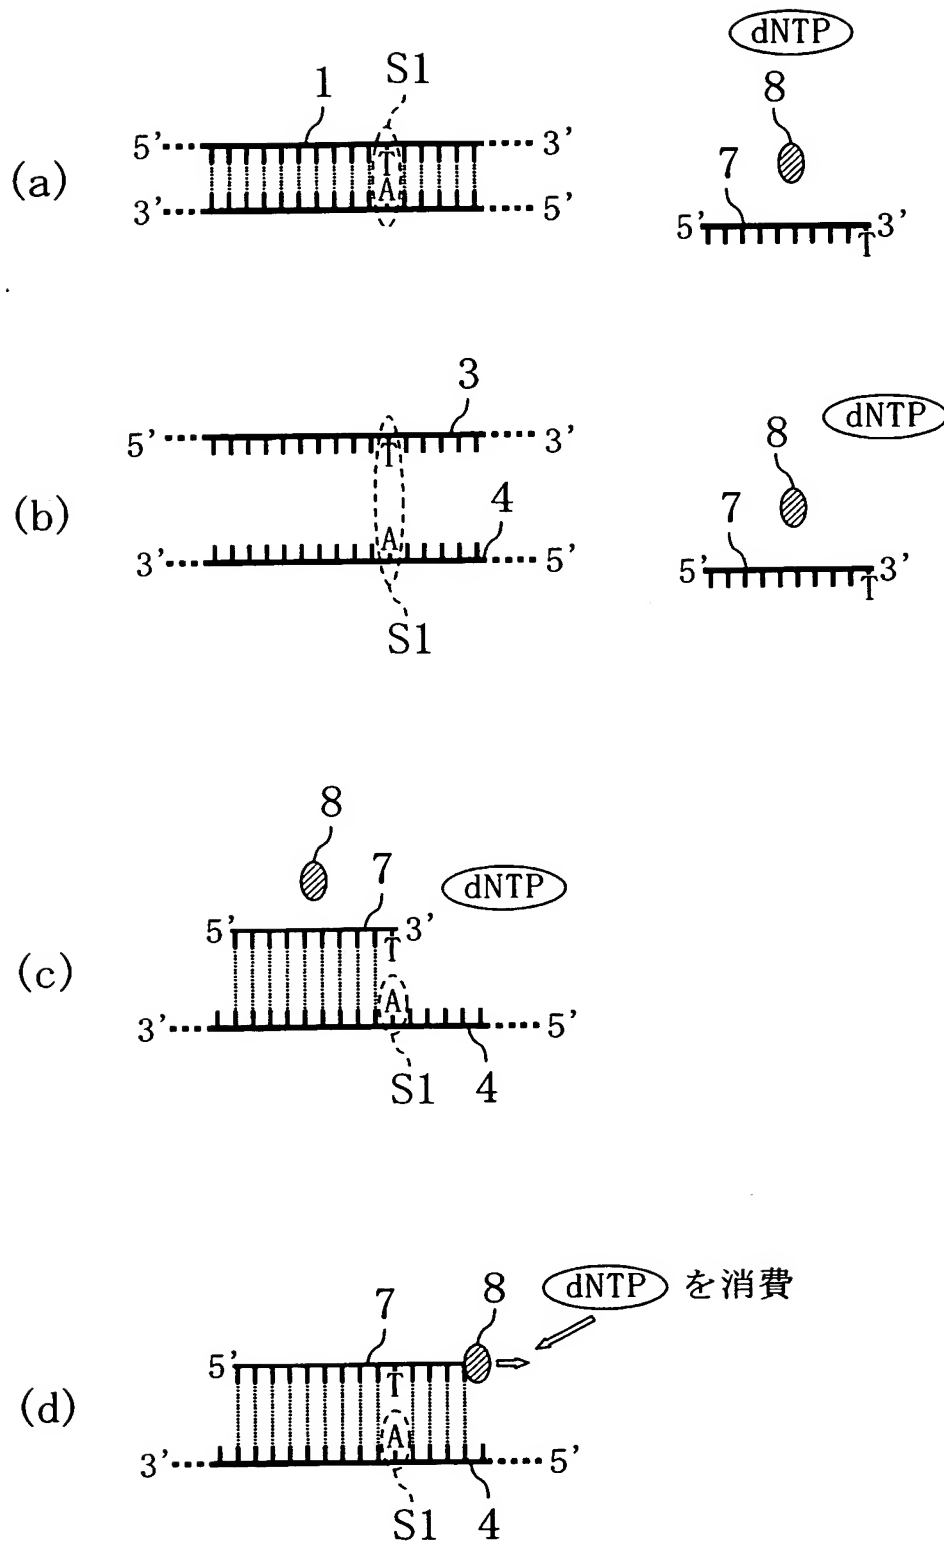 dNTP
S1
1
8
5' 3'
7
(a)
T
A
5' 3'
3' 5'
T
3
dNTP
8
5' 3'
T
4
7
(b)
A
5' 3'
3' 5'
T
S1
8
7
dNTP
5' 3'
T
(c)
A
3' 5'
S1 4
8
dNTP を消費
7
5'
T
(d)
A
3' 5'
S1 4